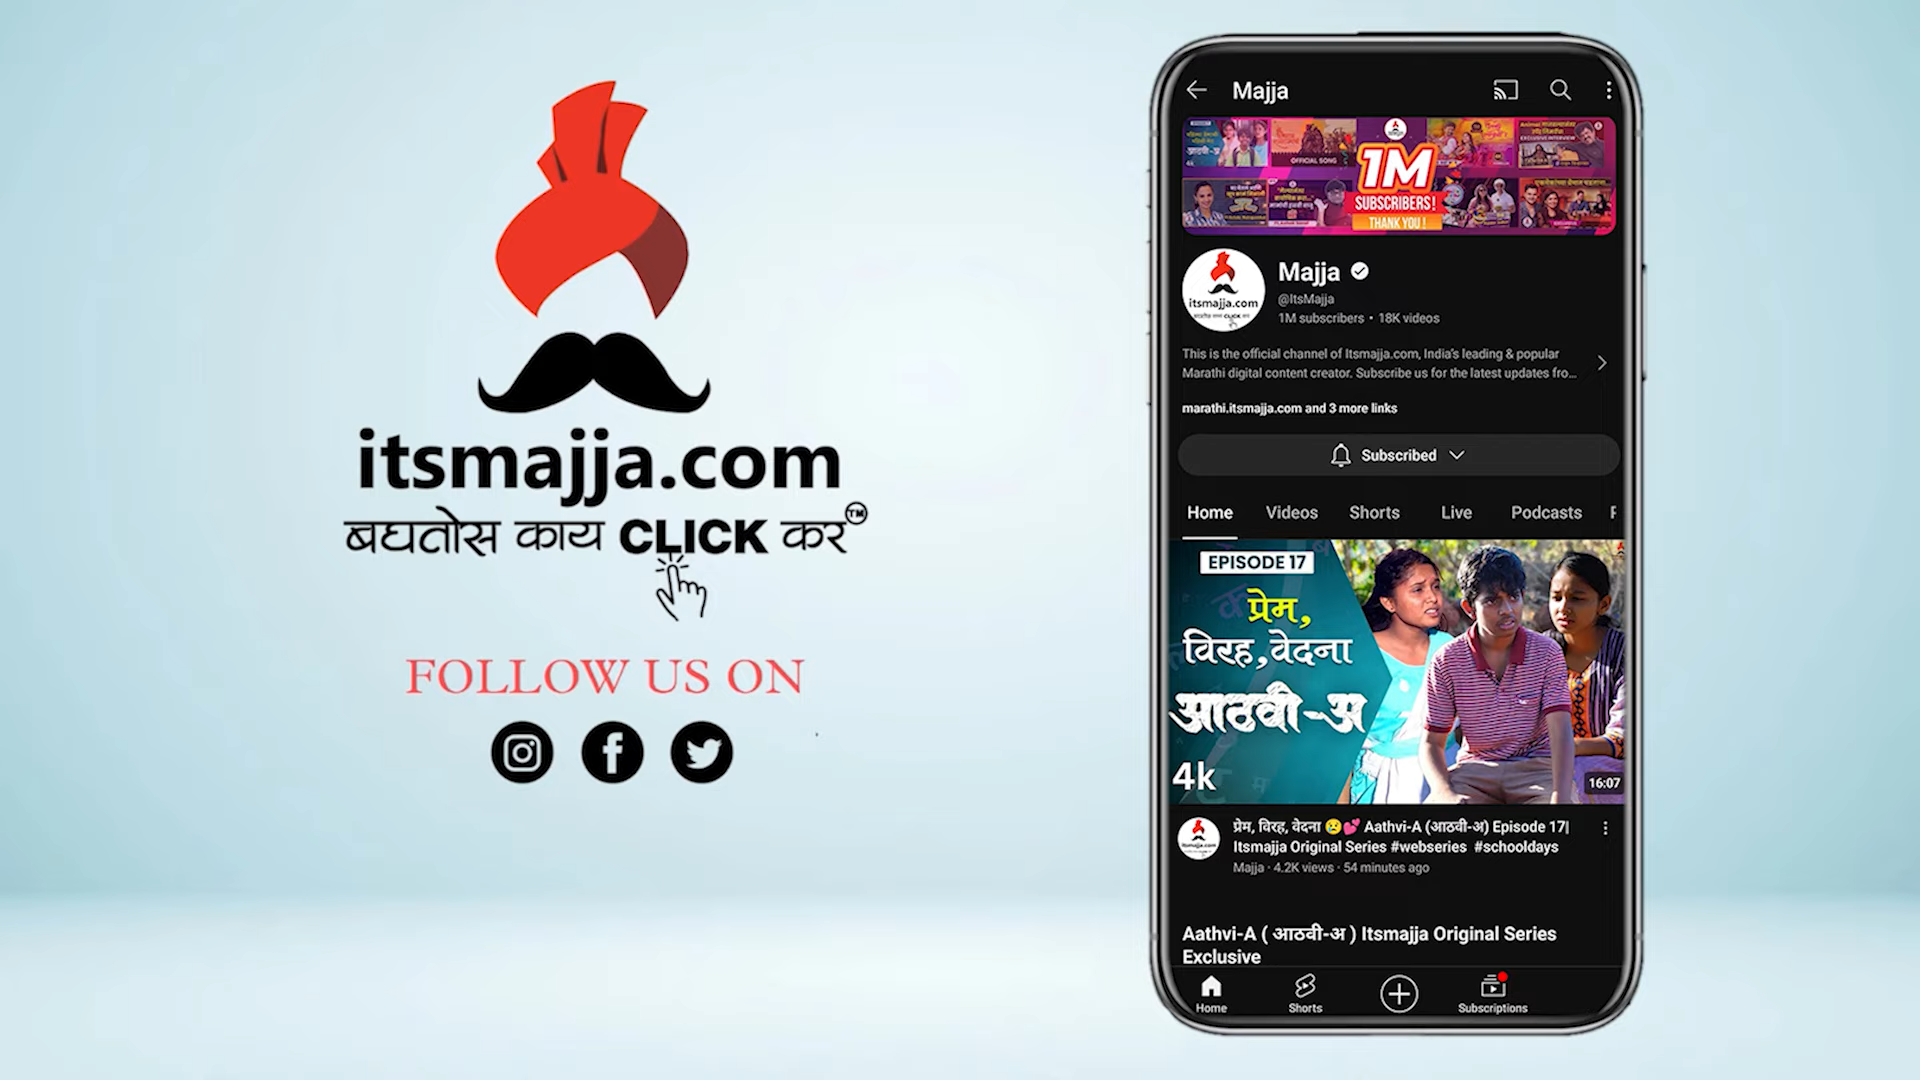 itsmajja.com
बघतोस काय CLICK कर™
FOLLOW US ON
Majja
OFFICIAL SONG
1M
SUBSCRIBERS!
THANK YOU!
Majja
@ItsMajja
1M subscribers • 18K videos
itsmajja.com
This is the official channel of Itsmajja.com, India's leading & popular
Marathi digital content creator. Subscribe us for the latest updates fro...
marathi.itsmajja.com and 3 more links
Subscribed
Home Videos Shorts Live Podcasts
EPISODE 17
प्रेम,
विरह, वेदना
आठवी-अ
4k
16:07
प्रेम, विरह, वेदना 😢💕 Aathvi-A (आठवी-अ) Episode 17|
Itsmajja Original Series #webseries #schooldays
Majja · 4.2K views · 54 minutes ago
Aathvi-A ( आठवी-अ ) Itsmajja Original Series
Exclusive
Home Shorts Subscriptions